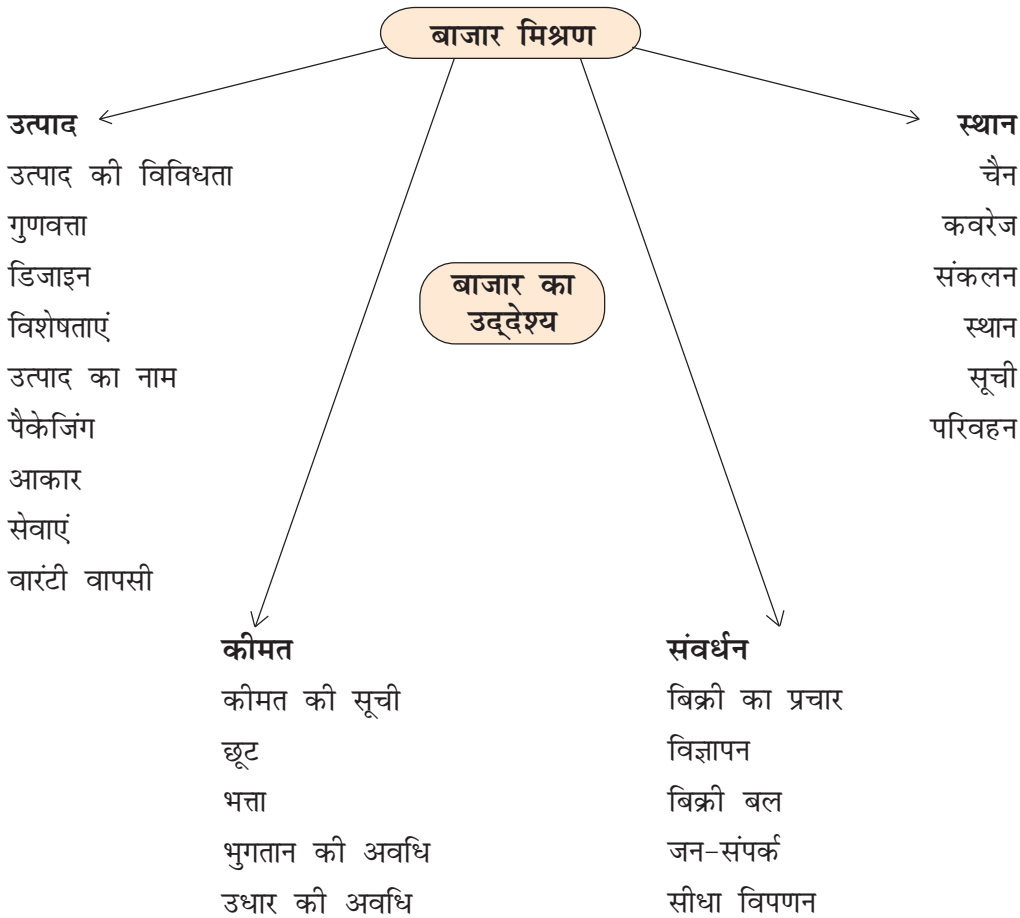 बाजार मिश्रण
उत्पाद
उत्पाद की विविधता
गुणवत्ता
डिजाइन
विशेषताएं
उत्पाद का नाम
पैकेजिंग
आकार
सेवाएं
वारंटी वापसी
बाजार का
उद्देश्य
स्थान
चैन
कवरेज
संकलन
स्थान
सूची
परिवहन
कीमत
कीमत की सूची
छूट
भत्ता
भुगतान की अवधि
उधार की अवधि
संवर्धन
बिक्री का प्रचार
विज्ञापन
बिक्री बल
जन-संपर्क
सीधा विपणन